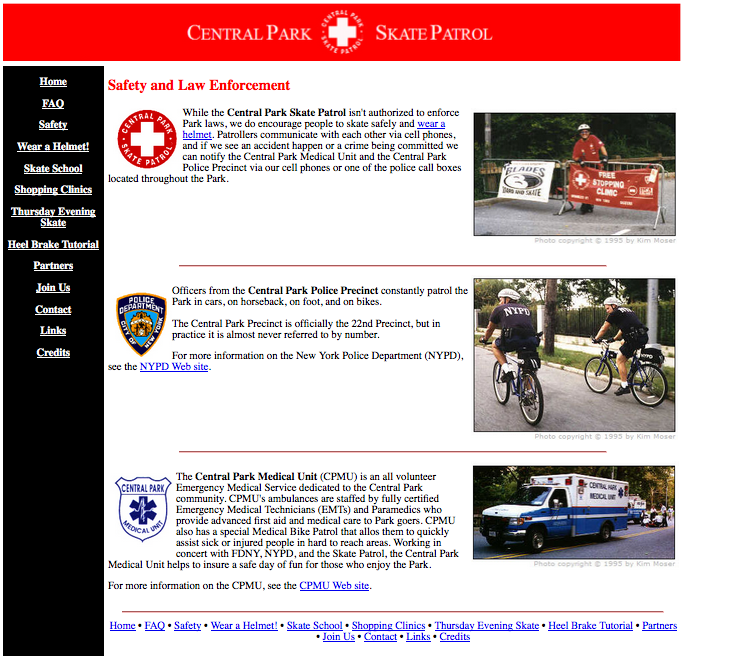 CENTRAL PARK SKATE PATROL
Home
FAQ
Safety
Wear a Helmet!
Skate School
Shopping Clinics
Thursday Evening
Skate
Heel Brake Tutorial
Partners
Join Us
Contact
Links
Credits
Safety and Law Enforcement
CENTRAL PARK
SKATE PATROL
While the Central Park Skate Patrol isn't authorized to enforce
Park laws, we do encourage people to skate safely and wear a
helmet. Patrollers communicate with each other via cell phones,
and if we see an accident happen or a crime being committed we
can notify the Central Park Medical Unit and the Central Park
Police Precinct via our cell phones or one of the police call boxes
located throughout the Park.
BLADES
FREE
STOPPING
CLINIC
Photo copyright © 1995 by Kim Moser
POLICE
DEPARTMENT
CITY OF NEW YORK
Officers from the Central Park Police Precinct constantly patrol the
Park in cars, on horseback, on foot, and on bikes.
The Central Park Precinct is officially the 22nd Precinct, but in
practice it is almost never referred to by number.
For more information on the New York Police Department (NYPD),
see the NYPD Web site.
NYPD
NYPD
Photo copyright © 1996 by Kim Moser
CENTRAL PARK
MEDICAL UNIT
The Central Park Medical Unit (CPMU) is an all volunteer
Emergency Medical Service dedicated to the Central Park
community. CPMU's ambulances are staffed by fully certified
Emergency Medical Technicians (EMTs) and Paramedics who
provide advanced first aid and medical care to Park goers. CPMU
also has a special Medical Bike Patrol that allos them to quickly
assist sick or injured people in hard to reach areas. Working in
concert with FDNY, NYPD, and the Skate Patrol, the Central Park
Medical Unit helps to insure a safe day of fun for those who enjoy the Park.
CENTRAL PARK
MEDICAL UNIT
Photo copyright © 1996 by Kim Moser
For more information on the CPMU, see the CPMU Web site.
Home • FAQ • Safety • Wear a Helmet! • Skate School • Shopping Clinics • Thursday Evening Skate • Heel Brake Tutorial • Partners
• Join Us • Contact • Links • Credits